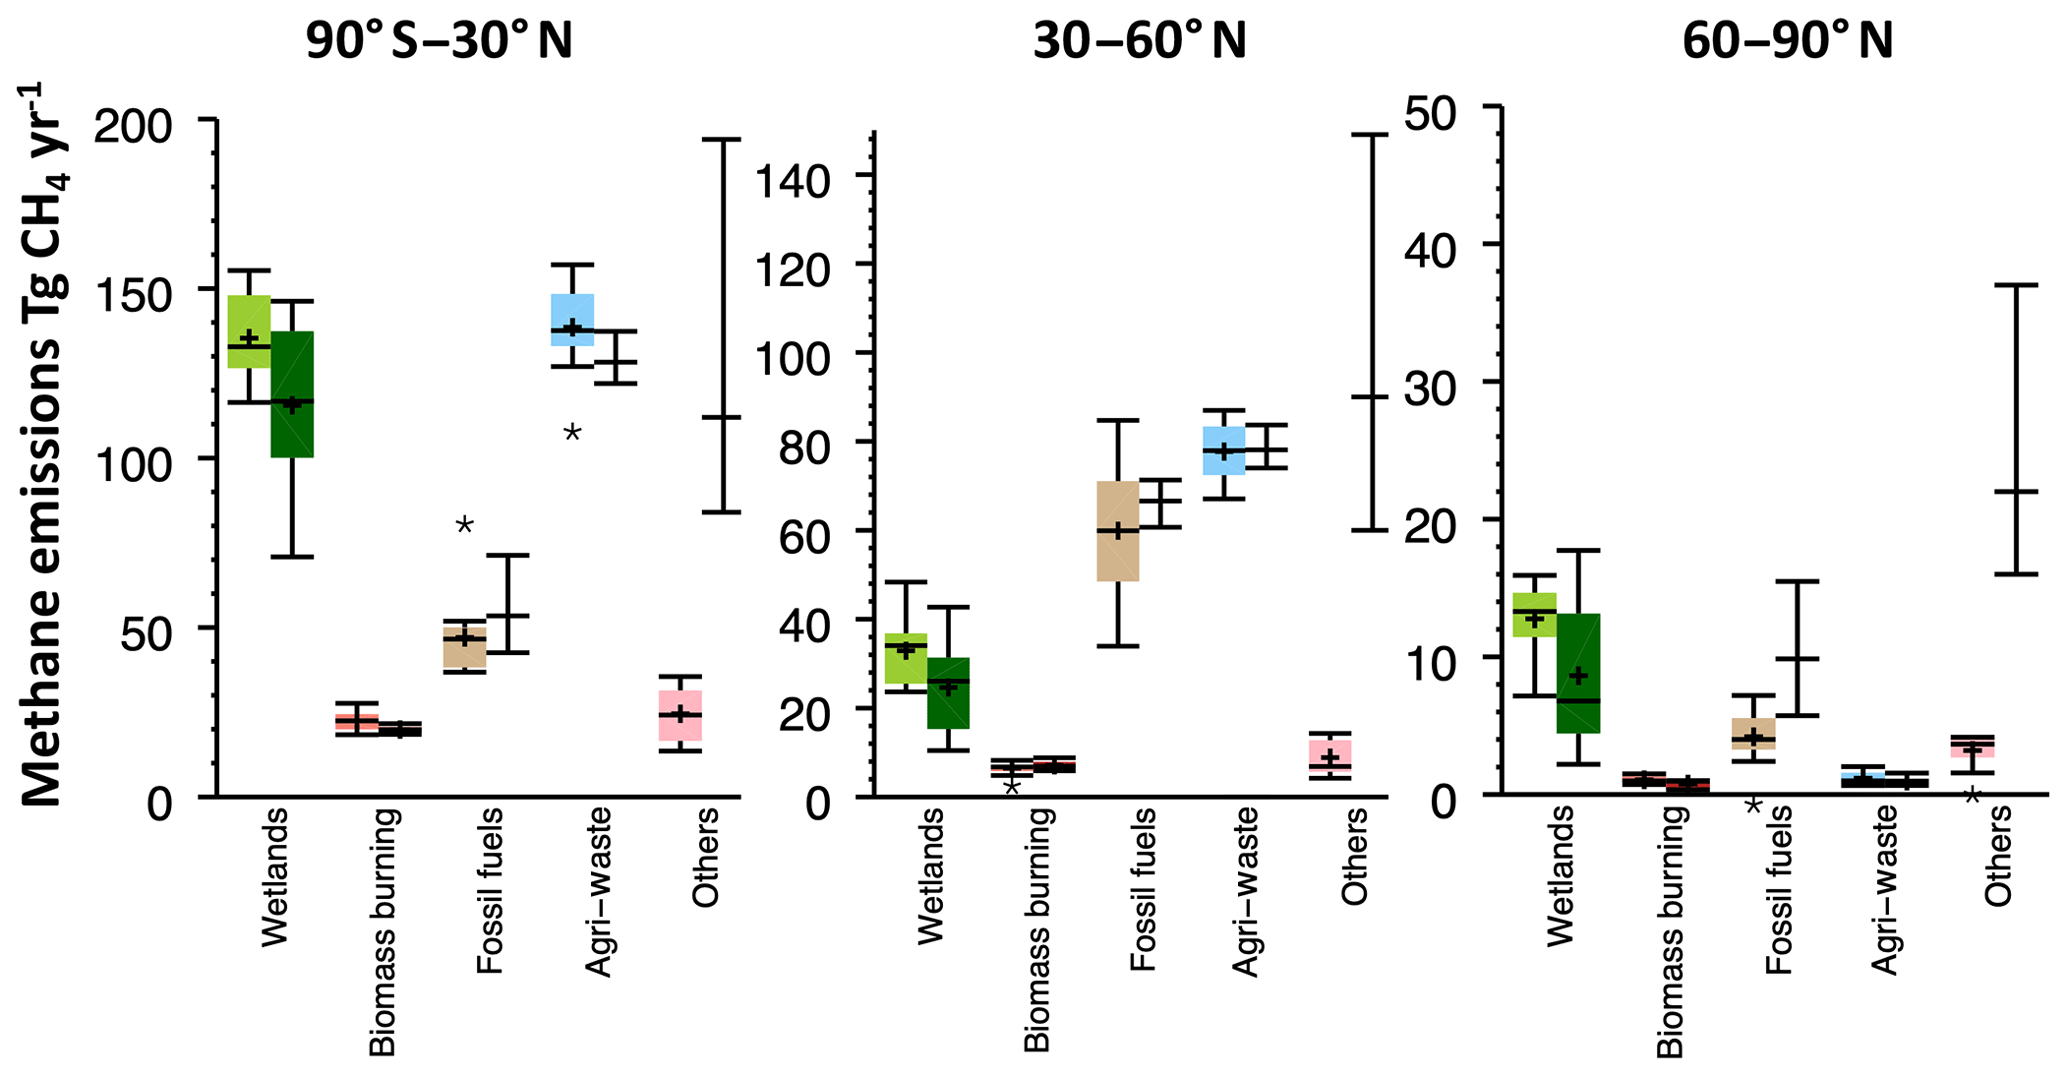 90°S–30°N
30–60°N
60–90°N
Methane emissions Tg CH4 yr-1
200
150
100
50
0
Wetlands
Biomass burning
Fossil fuels
Agri–waste
Others
140
120
100
80
60
40
20
0
Wetlands
Biomass burning
Fossil fuels
Agri–waste
Others
50
40
30
20
10
0
Wetlands
Biomass burning
Fossil fuels
Agri–waste
Others